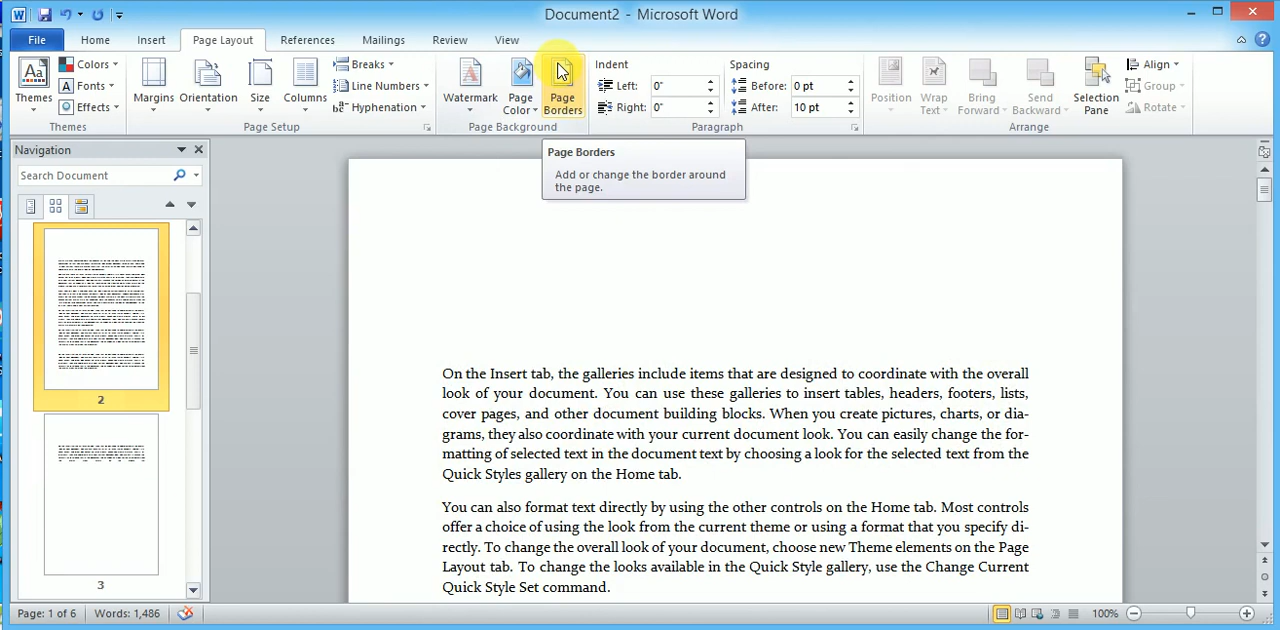 Document2 - Microsoft Word
File Home Insert Page Layout References Mailings Review View
Themes
Colors
Fonts
Effects
Themes
Margins
Orientation
Size
Columns
Breaks
Line Numbers
Hyphenation
Page Setup
Watermark
Page Color
Page Borders
Page Background
Indent
Left: 0"
Right: 0"
Spacing
Before: 0 pt
After: 10 pt
Paragraph
Position
Wrap Text
Bring Forward
Send Backward
Selection Pane
Align
Group
Rotate
Arrange
Navigation
Search Document
2
3
Page Borders
Add or change the border around
the page.
On the Insert tab, the galleries include items that are designed to coordinate with the overall
look of your document. You can use these galleries to insert tables, headers, footers, lists,
cover pages, and other document building blocks. When you create pictures, charts, or dia-
grams, they also coordinate with your current document look. You can easily change the for-
matting of selected text in the document text by choosing a look for the selected text from the
Quick Styles gallery on the Home tab.
You can also format text directly by using the other controls on the Home tab. Most controls
offer a choice of using the look from the current theme or using a format that you specify di-
rectly. To change the overall look of your document, choose new Theme elements on the Page
Layout tab. To change the looks available in the Quick Style gallery, use the Change Current
Quick Style Set command.
Page: 1 of 6 Words: 1,486 100%